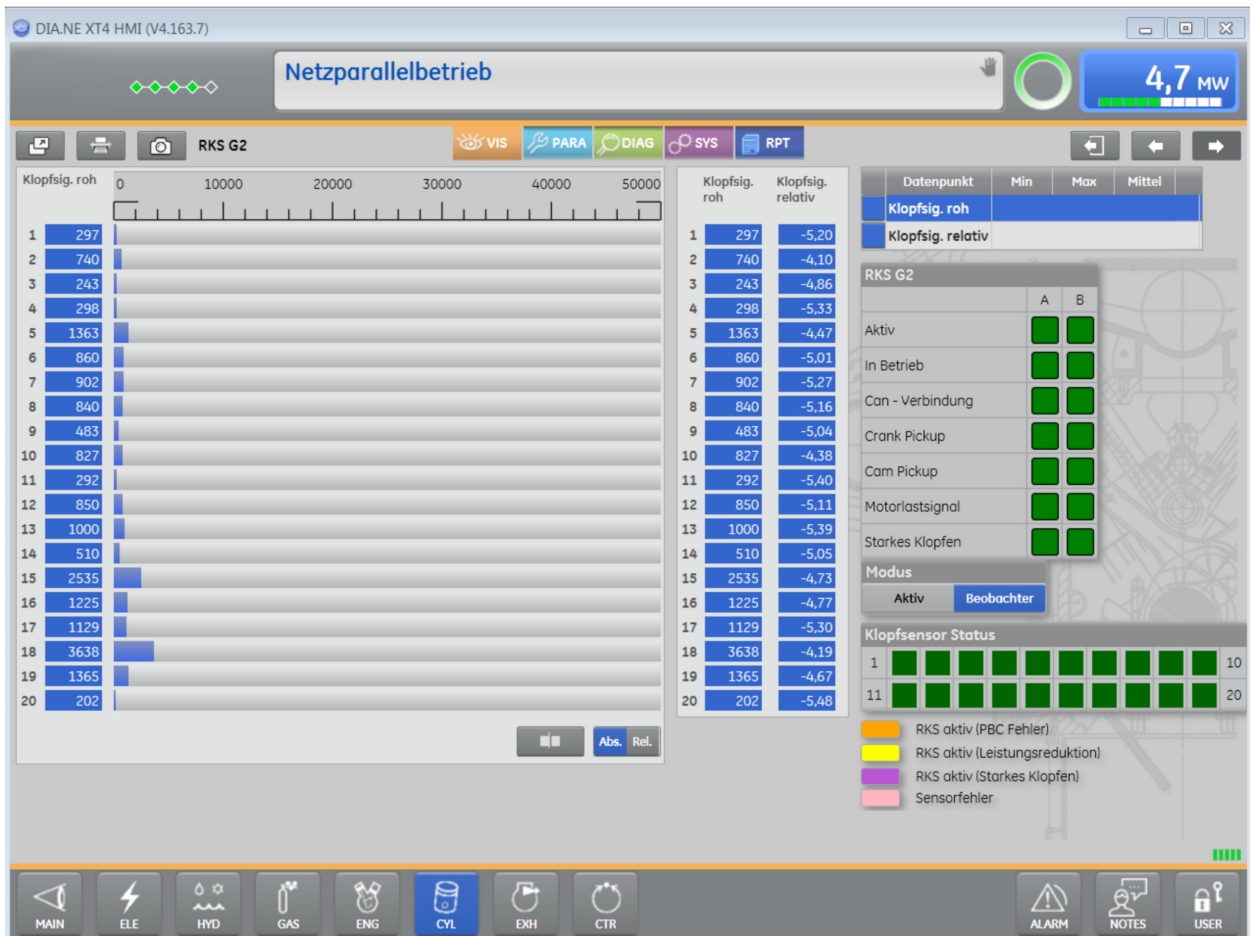 DIA.NE XT4 HMI (V4.163.7)
Netzparallelbetrieb
4,7 MW
RKS G2
VIS PARA DIAG SYS RPT
Klopfsig. roh 0 10000 20000 30000 40000 50000
1 297
2 740
3 243
4 298
5 1363
6 860
7 902
8 840
9 483
10 827
11 292
12 850
13 1000
14 510
15 2535
16 1225
17 1129
18 3638
19 1365
20 202
Abs. Rel.
Klopfsig. Klopfsig.
roh relativ
1 297 -5,20
2 740 -4,10
3 243 -4,86
4 298 -5,33
5 1363 -4,47
6 860 -5,01
7 902 -5,27
8 840 -5,16
9 483 -5,04
10 827 -4,38
11 292 -5,40
12 850 -5,11
13 1000 -5,39
14 510 -5,05
15 2535 -4,73
16 1225 -4,77
17 1129 -5,30
18 3638 -4,19
19 1365 -4,67
20 202 -5,48
Datenpunkt Min Max Mittel
Klopfsig. roh
Klopfsig. relativ
RKS G2
A B
Aktiv
In Betrieb
Can - Verbindung
Crank Pickup
Cam Pickup
Motorlastsignal
Starkes Klopfen
Modus
Aktiv Beobachter
Klopfsensor Status
1 10
11 20
RKS aktiv (PBC Fehler)
RKS aktiv (Leistungsreduktion)
RKS aktiv (Starkes Klopfen)
Sensorfehler
MAIN ELE HYD GAS ENG CYL EXH CTR ALARM NOTES USER